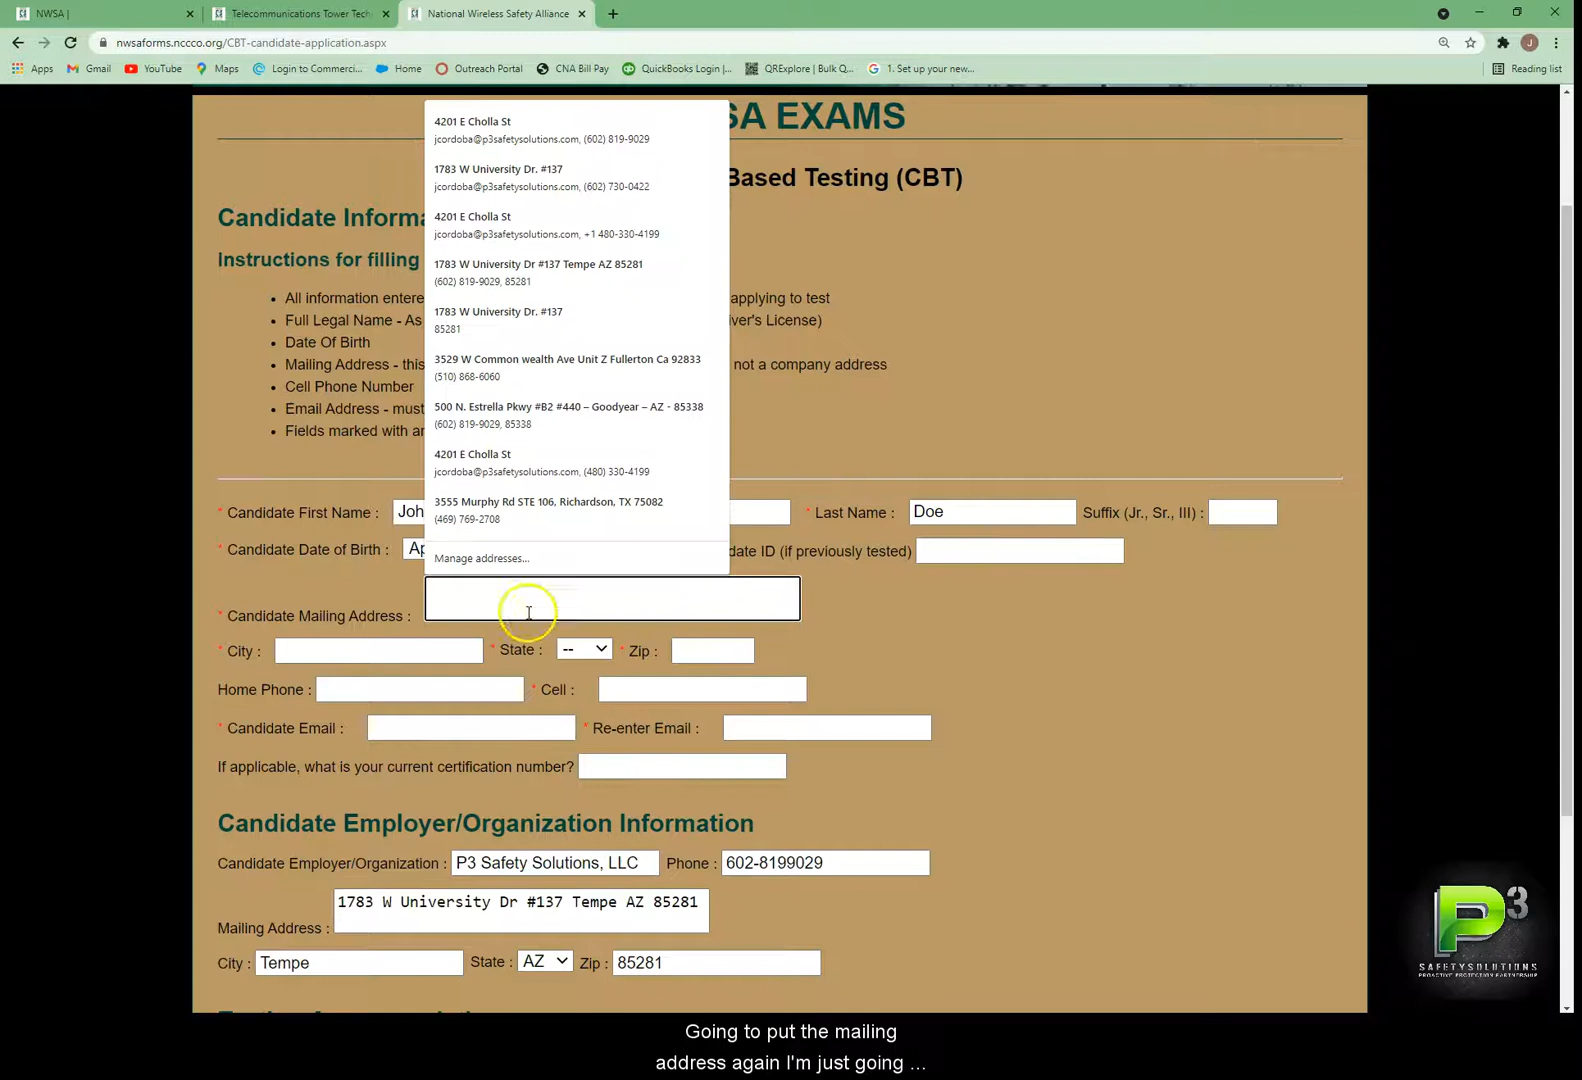 NWSA |
Telecommunications Tower Tech
National Wireless Safety Alliance
nwsaforms.nccco.org/CBT-candidate-application.aspx
Apps Gmail YouTube Maps Login to Commerci... Home Outreach Portal CNA Bill Pay QuickBooks Login |... QRExplore | Bulk Q... 1. Set up your new... Reading list
SA EXAMS
Based Testing (CBT)
Candidate Informa
Instructions for filling
• All information entere applying to test
• Full Legal Name - As iver's License)
• Date Of Birth
• Mailing Address - this not a company address
• Cell Phone Number
• Email Address - must
• Fields marked with an
4201 E Cholla St
jcordoba@p3safetysolutions.com, (602) 819-9029
1783 W University Dr. #137
jcordoba@p3safetysolutions.com, (602) 730-0422
4201 E Cholla St
jcordoba@p3safetysolutions.com, +1 480-330-4199
1783 W University Dr #137 Tempe AZ 85281
(602) 819-9029, 85281
1783 W University Dr. #137
85281
3529 W Common wealth Ave Unit Z Fullerton Ca 92833
(510) 868-6060
500 N. Estrella Pkwy #B2 #440 – Goodyear – AZ - 85338
(602) 819-9029, 85338
4201 E Cholla St
jcordoba@p3safetysolutions.com, (480) 330-4199
3555 Murphy Rd STE 106, Richardson, TX 75082
(469) 769-2708
Manage addresses...
* Candidate First Name : Joh * Last Name : Doe Suffix (Jr., Sr., III) :
* Candidate Date of Birth : Ap date ID (if previously tested)
* Candidate Mailing Address :
* City : * State : -- * Zip :
Home Phone : * Cell :
* Candidate Email : * Re-enter Email :
If applicable, what is your current certification number?
Candidate Employer/Organization Information
Candidate Employer/Organization : P3 Safety Solutions, LLC Phone : 602-8199029
Mailing Address : 1783 W University Dr #137 Tempe AZ 85281
City : Tempe State : AZ Zip : 85281
P3
SAFETYSOLUTIONS
PROACTIVE PROTECTION PARTNERSHIP
Going to put the mailing
address again I'm just going ...